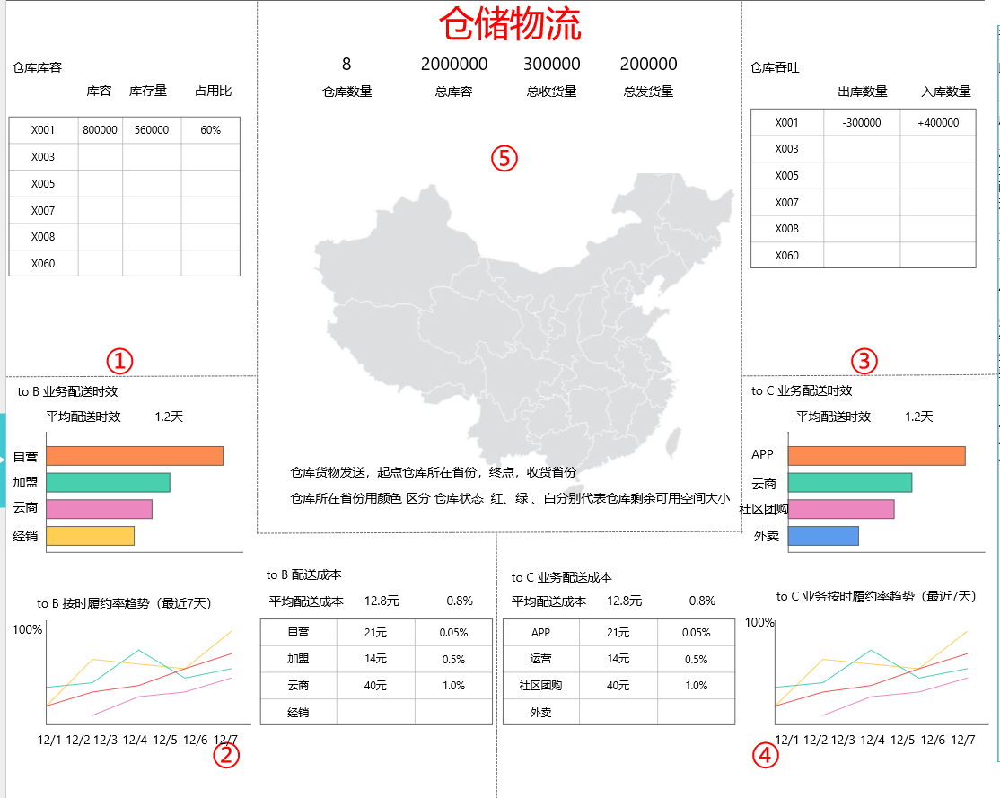 仓储物流
8 2000000 300000 200000
仓库数量 总库容 总收货量 总发货量
⑤
仓库库容
库容 库存量 占用比
X001 800000 560000 60%
X003
X005
X007
X008
X060
①
仓库吞吐
出库数量 入库数量
X001 -300000 +400000
X003
X005
X007
X008
X060
③
仓库货物发送，起点仓库所在省份，终点，收货省份
仓库所在省份用颜色 区分 仓库状态 红、绿 、白分别代表仓库剩余可用空间大小
to B 业务配送时效
平均配送时效 1.2天
自营
加盟
云商
经销
to B 按时履约率趋势（最近7天）
100%
12/1 12/2 12/3 12/4 12/5 12/6 12/7
②
to B 配送成本
平均配送成本 12.8元 0.8%
自营 21元 0.05%
加盟 14元 0.5%
云商 40元 1.0%
经销
to C 业务配送成本
平均配送成本 12.8元 0.8%
APP 21元 0.05%
运营 14元 0.5%
社区团购 40元 1.0%
外卖
to C 业务配送时效
平均配送时效 1.2天
APP
云商
社区团购
外卖
to C 业务按时履约率趋势（最近7天）
100%
12/1 12/2 12/3 12/4 12/5 12/6 12/7
④